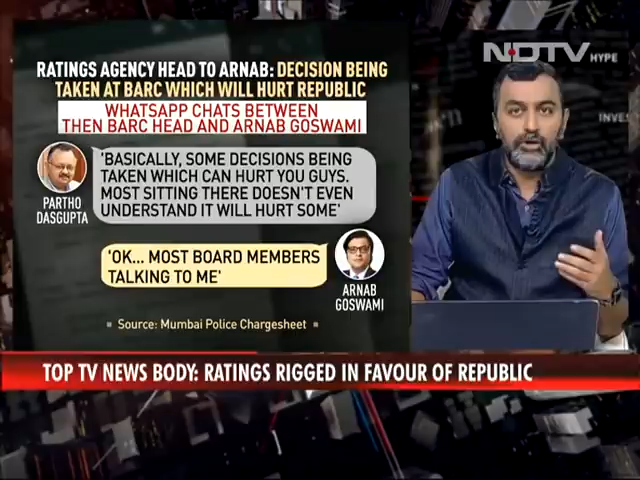 NDTV
HYPE
INVES
RATINGS AGENCY HEAD TO ARNAB: DECISION BEING
TAKEN AT BARC WHICH WILL HURT REPUBLIC
WHATSAPP CHATS BETWEEN
THEN BARC HEAD AND ARNAB GOSWAMI
'BASICALLY, SOME DECISIONS BEING
TAKEN WHICH CAN HURT YOU GUYS.
MOST SITTING THERE DOESN'T EVEN
UNDERSTAND IT WILL HURT SOME'
PARTHO
DASGUPTA
'OK... MOST BOARD MEMBERS
TALKING TO ME'
ARNAB
GOSWAMI
Source: Mumbai Police Chargesheet
TOP TV NEWS BODY: RATINGS RIGGED IN FAVOUR OF REPUBLIC